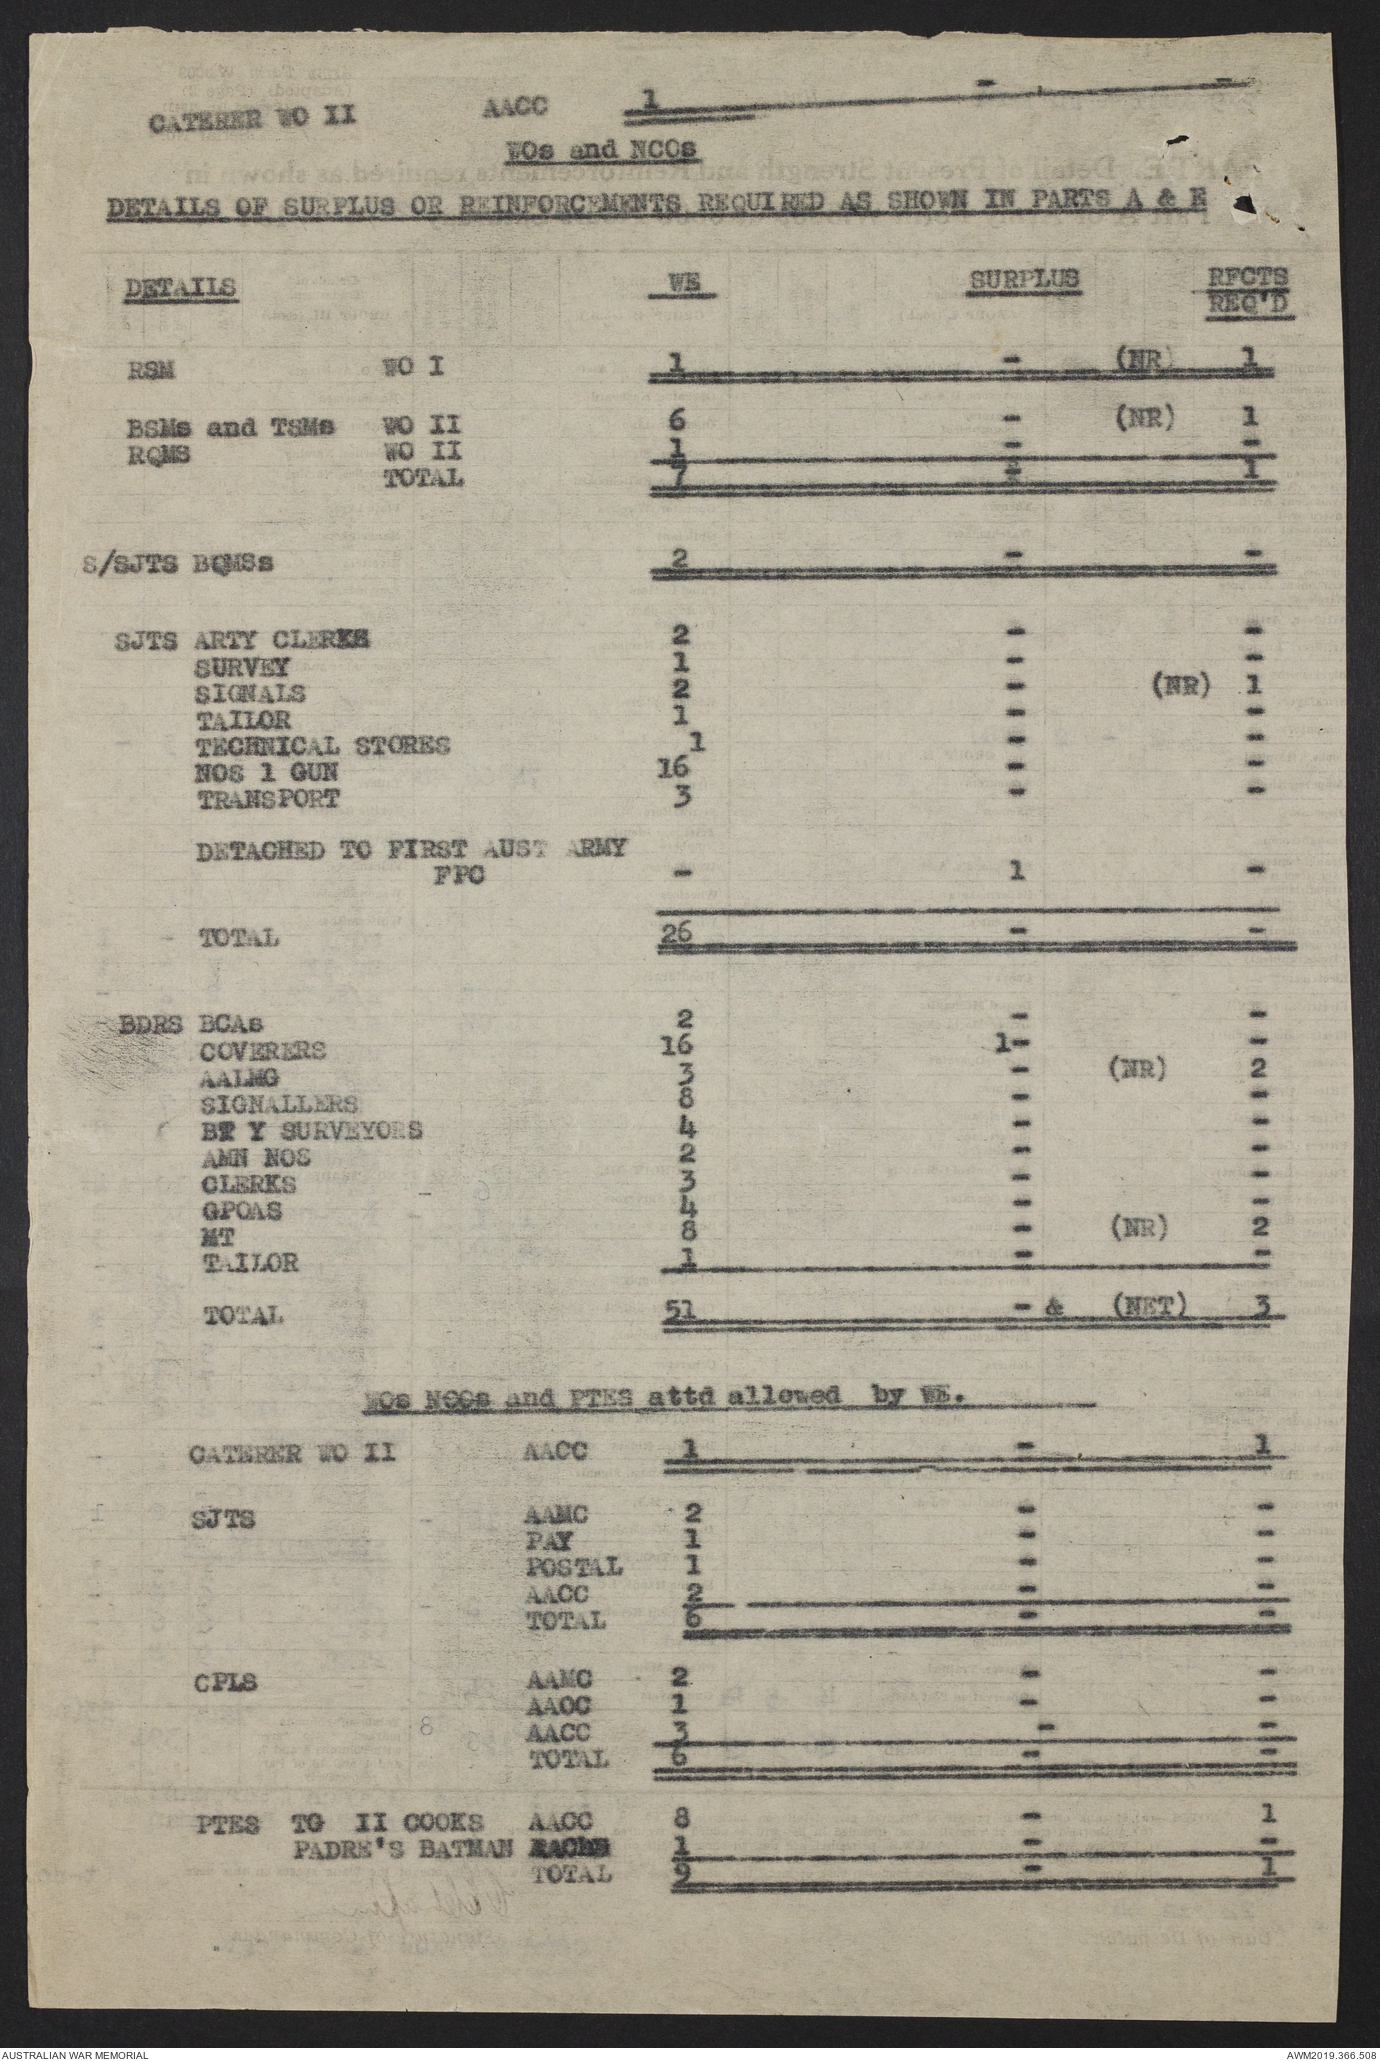 CATERER WO II AACC 1 - -
WOs and NCOs
DETAILS OF SURPLUS OR REINFORCEMENTS REQUIRED AS SHOWN IN PARTS A & E
DETAILS WE SURPLUS RFCTS
REQ'D
RSM WO I 1 - (NR) 1
BSMs and TSMs WO II 6 - (NR) 1
RQMS WO II 1 - -
TOTAL 7 - 1
S/SJTS BQMSs 2 - -
SJTS ARTY CLERKS 2 - -
SURVEY 1 - -
SIGNALS 2 - (NR) 1
TAILOR 1 - -
TECHNICAL STORES 1 - -
NOS 1 GUN 16 - -
TRANSPORT 3 - -
DETACHED TO FIRST AUST ARMY
FPC - 1 -
- TOTAL 26 - -
BDRS BCAs 2 - -
COVERERS 16 1- -
AALMG 3 - (NR) 2
SIGNALLERS 8 - -
BT Y SURVEYORS 4 - -
AMN NOS 2 - -
CLERKS 3 - -
GPOAS 4 - -
MT 8 - (NR) 2
TAILOR 1 - -
TOTAL 51 - & (NET) 3
WOs NCOs and PTES attd allowed by WE.
CATERER WO II AACC 1 - 1
SJTS AAMC 2 - -
PAY 1 - -
POSTAL 1 - -
AACC 2 - -
TOTAL 6 - -
CPLS AAMC 2 - -
AAOC 1 - -
AACC 3 - -
TOTAL 6 - -
PTES TG II COOKS AACC 8 - 1
PADRE'S BATMAN 1 - -
TOTAL 9 - 1
AUSTRALIAN WAR MEMORIAL AWM2019.366.508